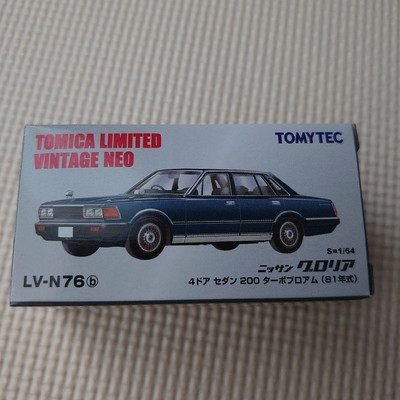 TOMICA LIMITED
VINTAGE NEO
TOMYTEC
S=1/64
LV-N76ⓑ
ニッサン グロリア
4ドア セダン 200 ターボブロアム (81年式)